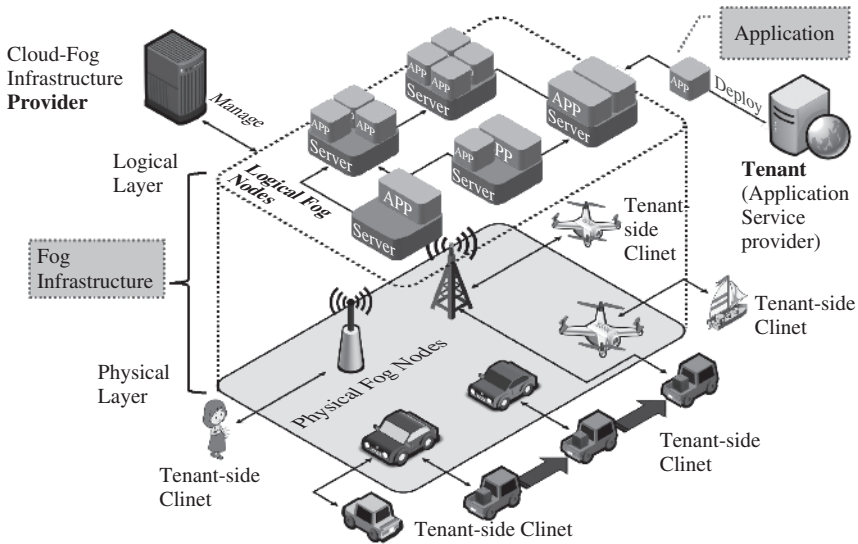 Cloud-Fog
Infrastructure
Provider
Manage
Application
APP
Deploy
Tenant
(Application
Service
provider)
APP
APP
APP
Server
APP
APP
Server
APP
Server
APP
PP
Server
APP
Server
Logical Fog
Nodes
Logical
Layer
Fog
Infrastructure
Physical
Layer
Physical Fog Nodes
Tenant-
side
Clinet
Tenant-side
Clinet
Tenant-side
Clinet
Tenant-side
Clinet
Tenant-side Clinet